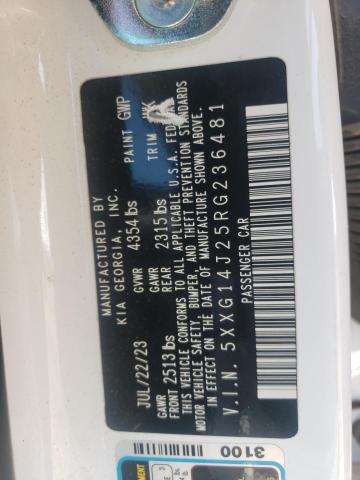 MANUFACTURED BY
KIA GEORGIA, INC.
JUL/22/23 GVWR 4354 lbs PAINT GWP
GAWR FRONT 2513 lbs GAWR REAR 2315 lbs TRIM
THIS VEHICLE CONFORMS TO ALL APPLICABLE U.S.A. FEDERAL
MOTOR VEHICLE SAFETY, BUMPER, AND THEFT PREVENTION STANDARDS
IN EFFECT ON THE DATE OF MANUFACTURE SHOWN ABOVE.
V.I.N. 5XXG14J25RG236481
PASSENGER CAR
3100